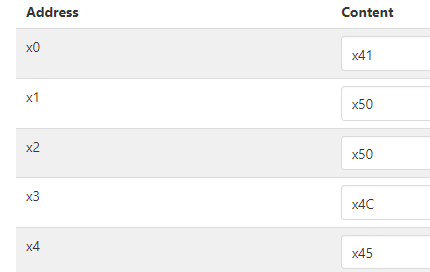 Address Content
x0 x41
x1 x50
x2 x50
x3 x4C
x4 x45